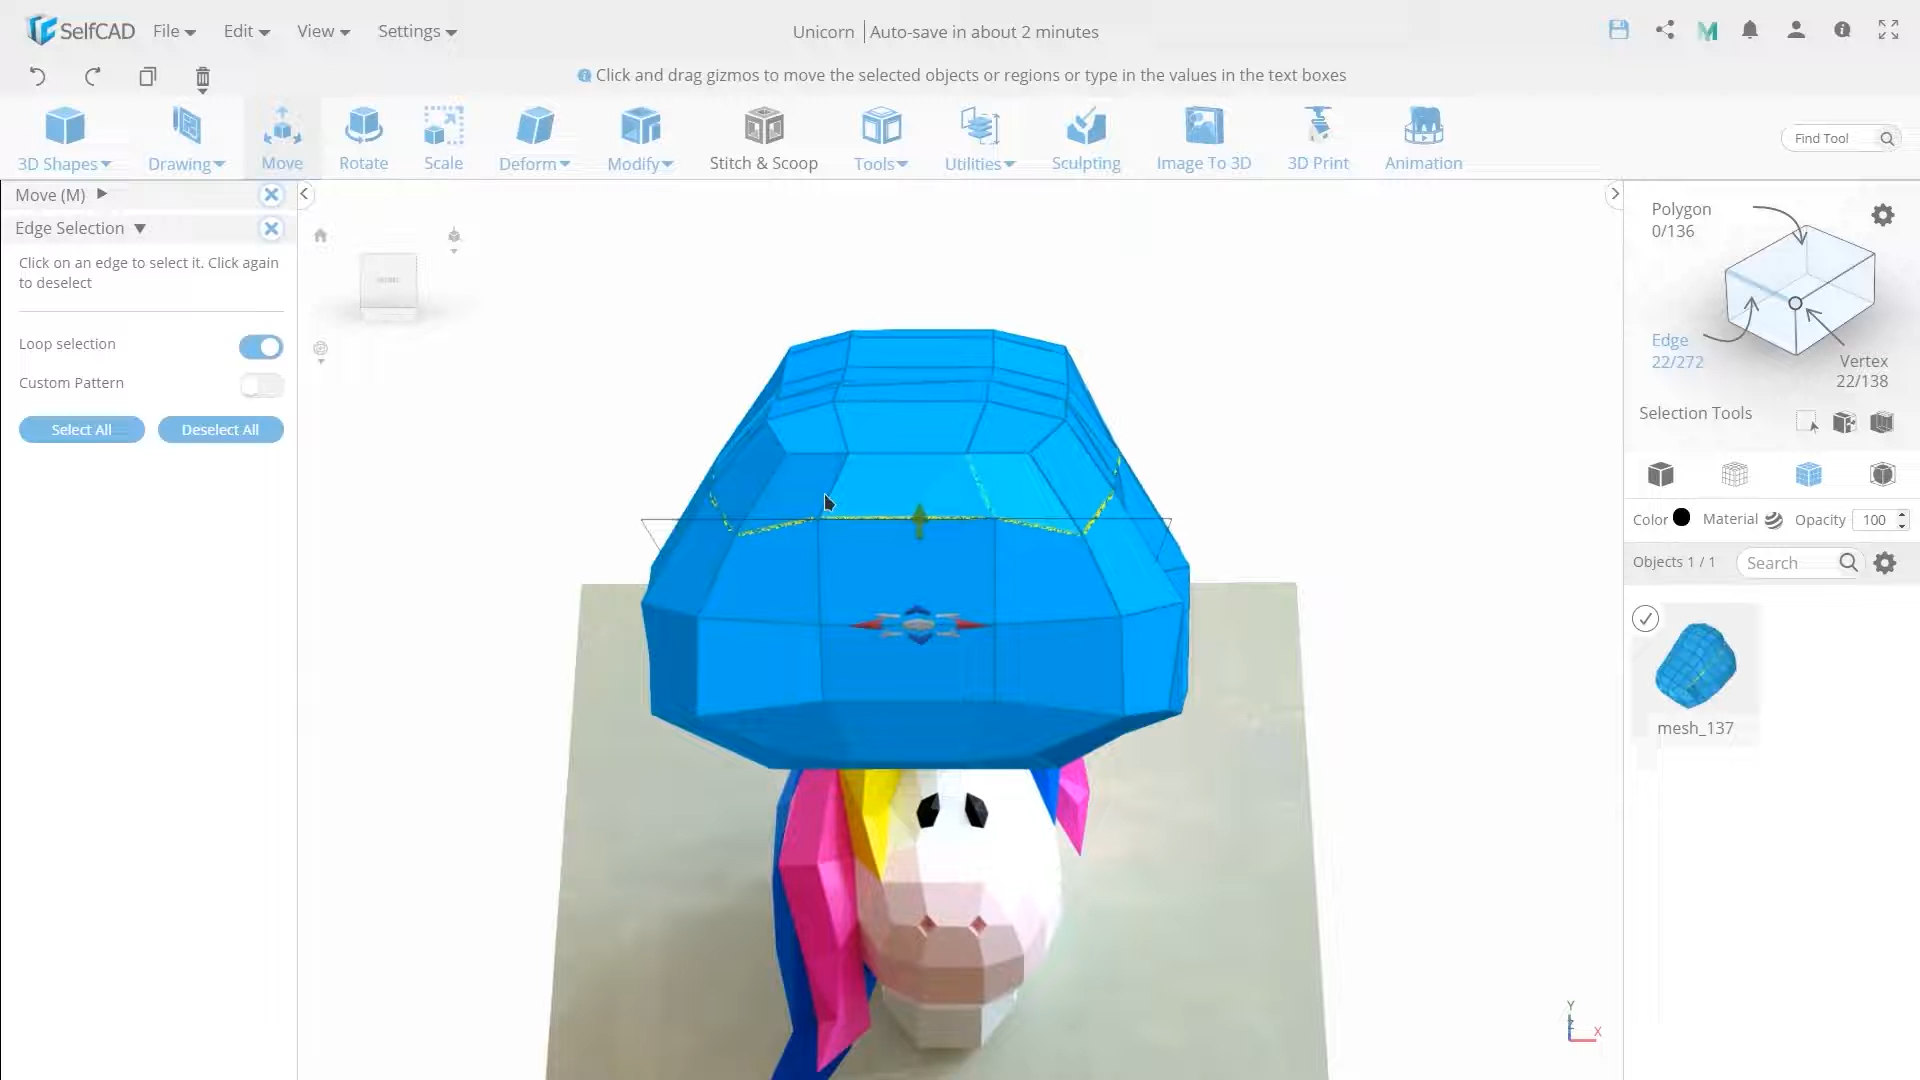 SelfCAD File Edit View Settings Unicorn | Auto-save in about 2 minutes
Click and drag gizmos to move the selected objects or regions or type in the values in the text boxes
3D Shapes Drawing Move Rotate Scale Deform Modify Stitch & Scoop Tools Utilities Sculpting Image To 3D 3D Print Animation Find Tool
Move (M)
Edge Selection
Click on an edge to select it. Click again
to deselect
Loop selection
Custom Pattern
Select All Deselect All
Polygon
0/136
Edge
22/272
Vertex
22/138
Selection Tools
Color Material Opacity 100
Objects 1 / 1 Search
mesh_137
Y
Z
X